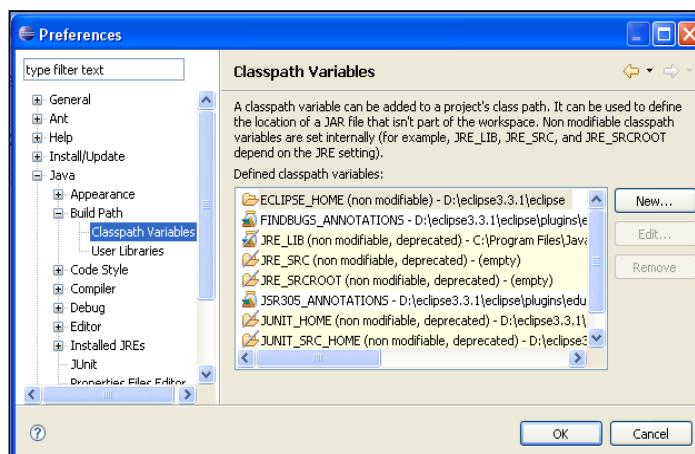 Preferences
type filter text
General
Ant
Help
Install/Update
Java
Appearance
Build Path
Classpath Variables
User Libraries
Code Style
Compiler
Debug
Editor
Installed JREs
JUnit
Properties Files Editor
Classpath Variables
A classpath variable can be added to a project's class path. It can be used to define
the location of a JAR file that isn't part of the workspace. Non modifiable classpath
variables are set internally (for example, JRE_LIB, JRE_SRC, and JRE_SRCROOT
depend on the JRE setting).
Defined classpath variables:
ECLIPSE_HOME (non modifiable) - D:\eclipse3.3.1\eclipse
FINDBUGS_ANNOTATIONS - D:\eclipse3.3.1\eclipse\plugins\e
JRE_LIB (non modifiable, deprecated) - C:\Program Files\Java
JRE_SRC (non modifiable, deprecated) - (empty)
JRE_SRCROOT (non modifiable, deprecated) - (empty)
JSR305_ANNOTATIONS - D:\eclipse3.3.1\eclipse\plugins\edu
JUNIT_HOME (non modifiable, deprecated) - D:\eclipse3.3.1\
JUNIT_SRC_HOME (non modifiable, deprecated) - D:\eclipse3
New...
Edit...
Remove
?
OK
Cancel